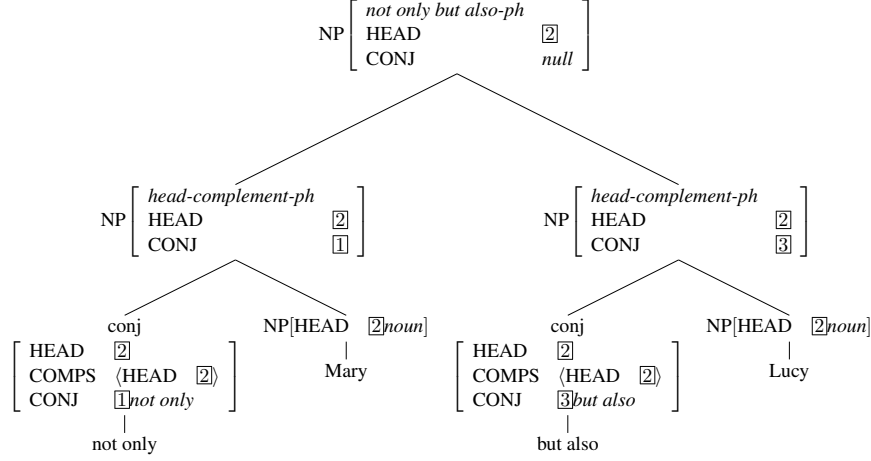 NP [ not only but also-ph
HEAD 2
CONJ null ]
NP [ head-complement-ph
HEAD 2
CONJ 1 ]
NP [ head-complement-ph
HEAD 2
CONJ 3 ]
conj
[ HEAD 2
COMPS ⟨HEAD 2⟩
CONJ 1not only ]
not only
NP[HEAD 2noun]
Mary
conj
[ HEAD 2
COMPS ⟨HEAD 2⟩
CONJ 3but also ]
but also
NP[HEAD 2noun]
Lucy